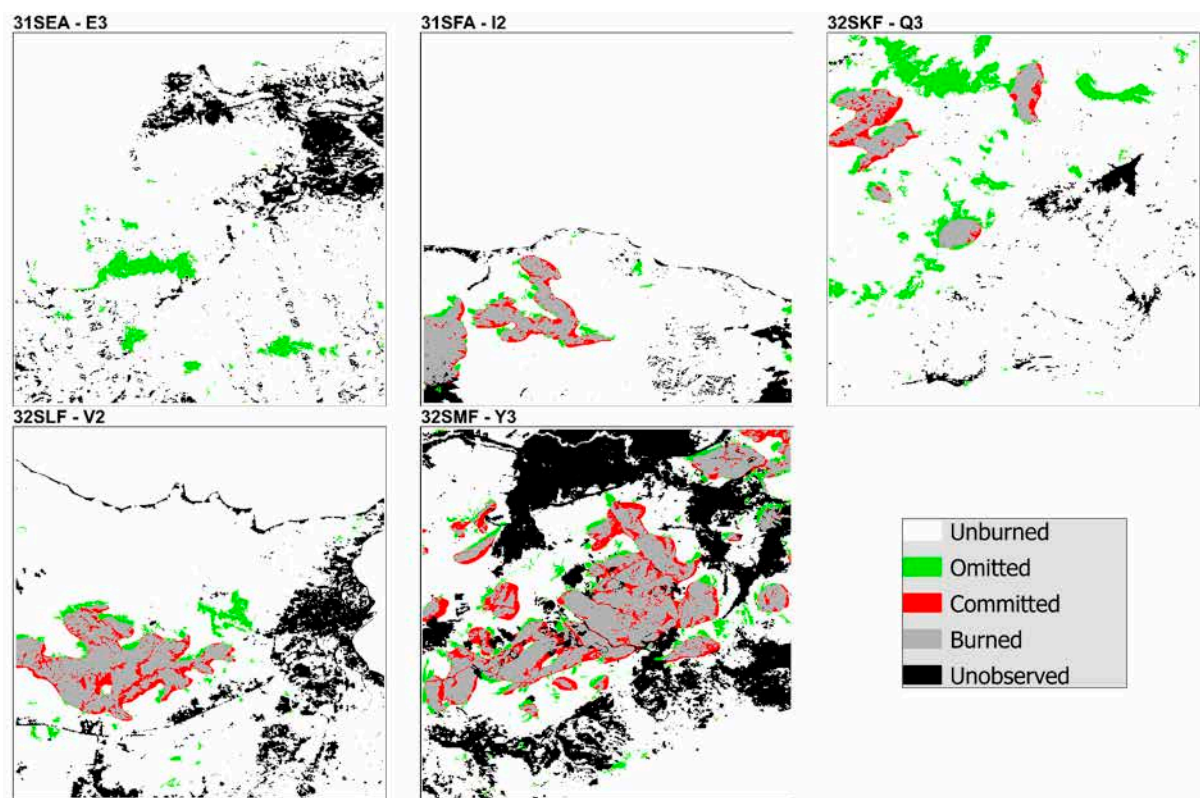 31SEA - E3
31SFA - I2
32SKF - Q3
32SLF - V2
32SMF - Y3
Unburned
Omitted
Committed
Burned
Unobserved